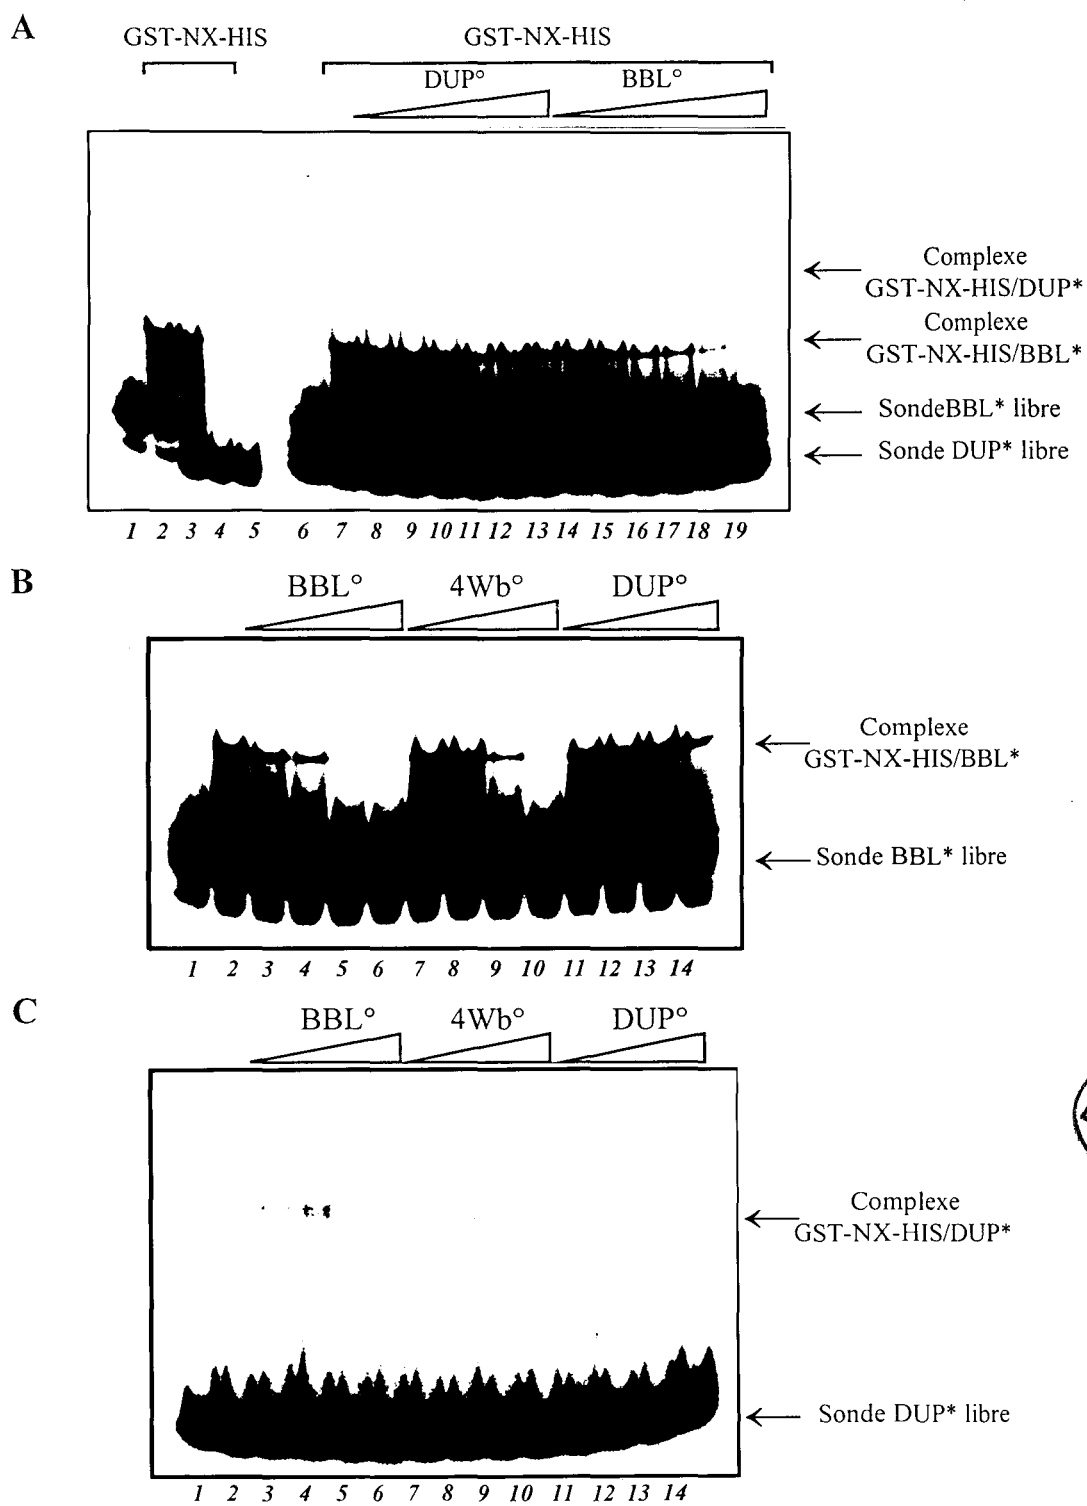 A
GST-NX-HIS
GST-NX-HIS
DUP°
BBL°
Complexe
GST-NX-HIS/DUP*
Complexe
GST-NX-HIS/BBL*
SondeBBL* libre
Sonde DUP* libre
1 2 3 4 5 6 7 8 9 10 11 12 13 14 15 16 17 18 19
B
BBL° 4Wb° DUP°
Complexe
GST-NX-HIS/BBL*
Sonde BBL* libre
1 2 3 4 5 6 7 8 9 10 11 12 13 14
C
BBL° 4Wb° DUP°
Complexe
GST-NX-HIS/DUP*
Sonde DUP* libre
1 2 3 4 5 6 7 8 9 10 11 12 13 14